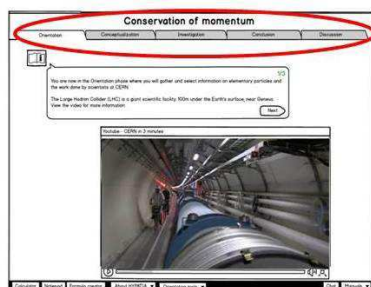 Conservation of momentum
Orientation Conceptualization Investigation Conclusion Discussion
1/3
You are now in the Orientation phase where you will gather and select information on elementary particles and
the work done by scientists at CERN.
The Large Hadron Collider (LHC) is a giant scientific facility 100m under the Earth's surface, near Geneva.
View the video for more information.
Next
Youtube - CERN in 3 minutes
Calculator Notepad Formula creator About HYPATIA Orientation page Chat Manuals